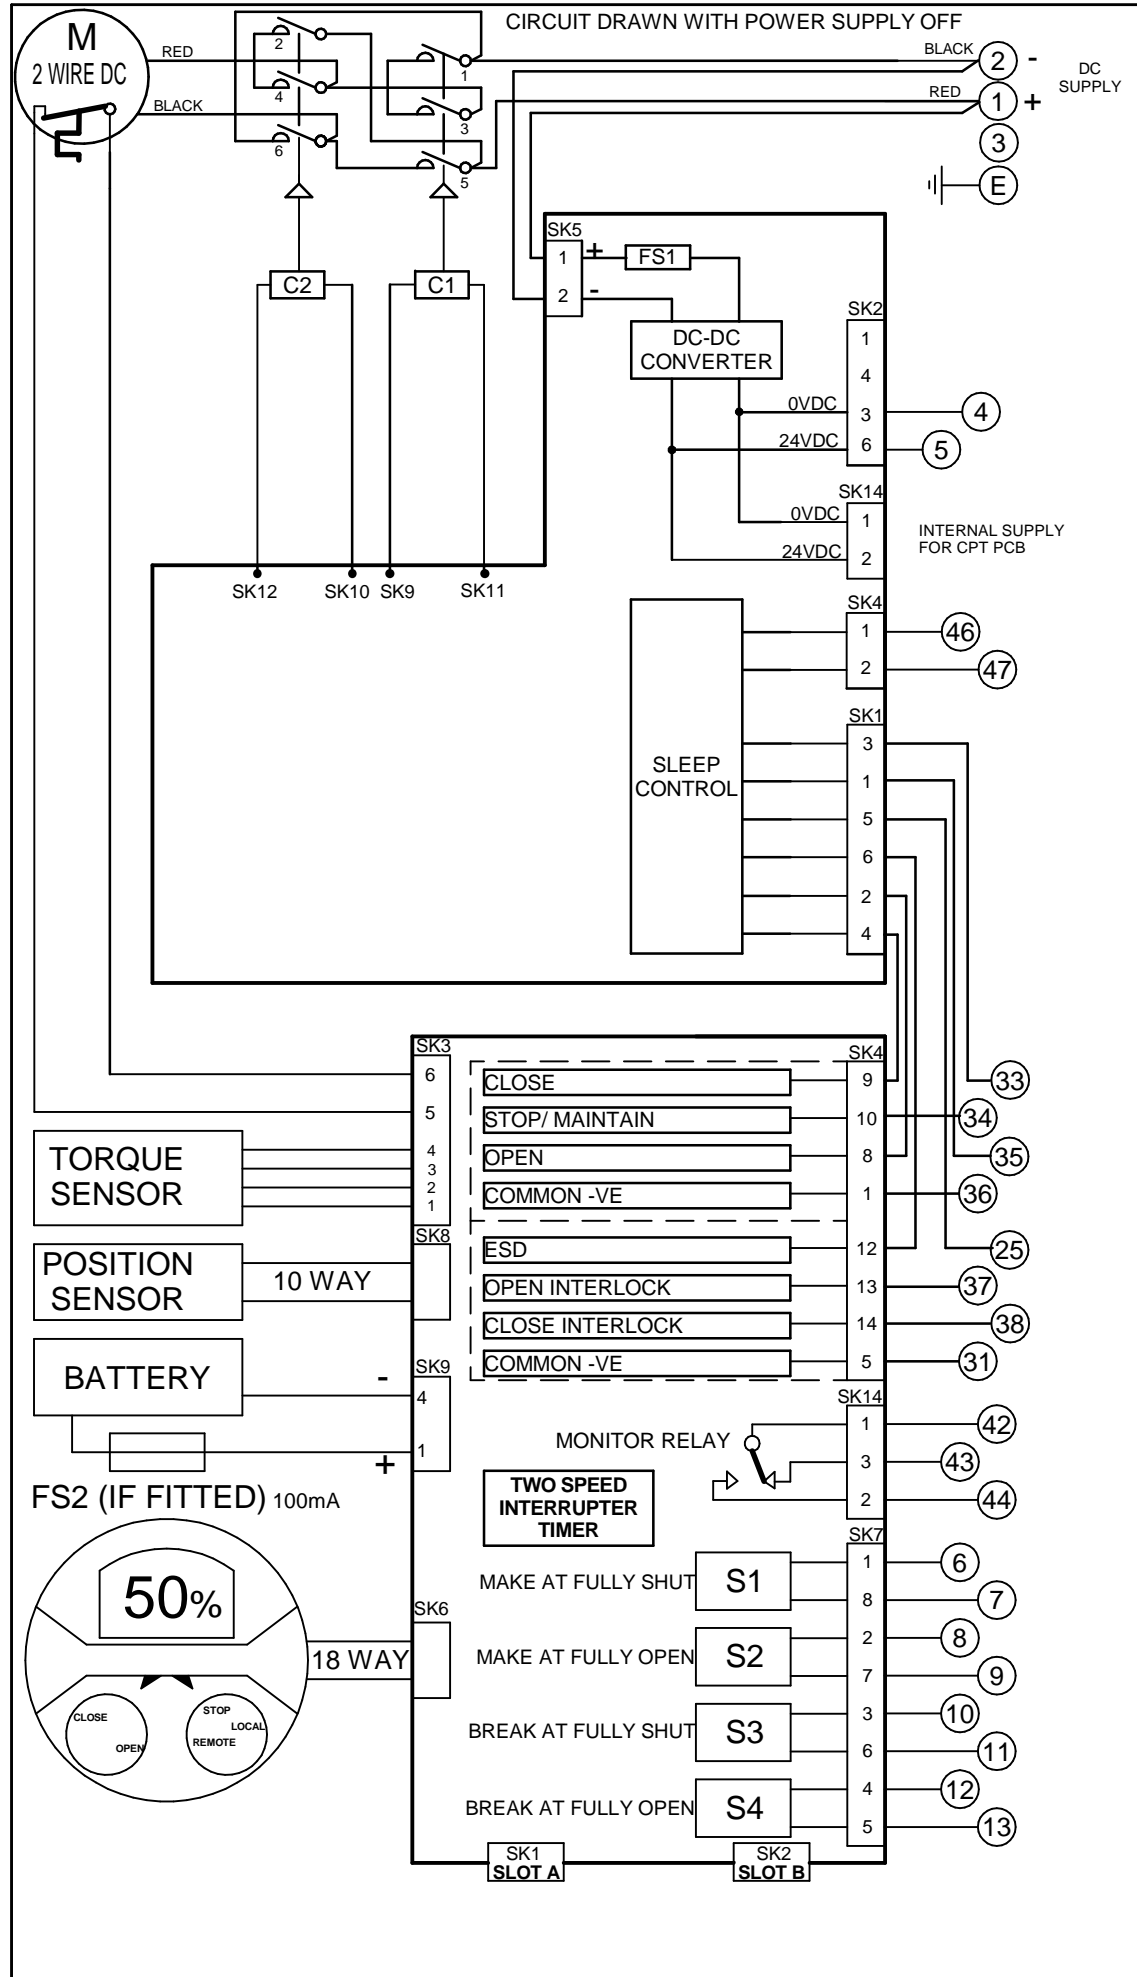 CIRCUIT DRAWN WITH POWER SUPPLY OFF
M
2 WIRE DC
RED
BLACK
2
4
6
1
3
5
BLACK
2 -
RED
1 +
DC
SUPPLY
3
E
C2
C1
SK12
SK10
SK9
SK11
SK5
1 +
2 -
FS1
DC-DC
CONVERTER
SK2
1
4
0VDC 3 4
24VDC 6 5
SK14
0VDC 1
24VDC 2
INTERNAL SUPPLY
FOR CPT PCB
SLEEP
CONTROL
SK4
1 46
2 47
SK1
3
1
5
6
2
4
SK3
6
5
4
3
2
1
TORQUE
SENSOR
SK8
POSITION
SENSOR
10 WAY
BATTERY
-
+
SK9
4
1
FS2 (IF FITTED) 100mA
SK4
CLOSE 9 33
STOP/ MAINTAIN 10 34
OPEN 8 35
COMMON -VE 1 36
ESD 12 25
OPEN INTERLOCK 13 37
CLOSE INTERLOCK 14 38
COMMON -VE 5 31
SK14
MONITOR RELAY
1 42
3 43
2 44
TWO SPEED
INTERRUPTER
TIMER
50%
CLOSE
OPEN
STOP
LOCAL
REMOTE
18 WAY
SK6
SK7
MAKE AT FULLY SHUT S1
1 6
8 7
MAKE AT FULLY OPEN S2
2 8
7 9
BREAK AT FULLY SHUT S3
3 10
6 11
BREAK AT FULLY OPEN S4
4 12
5 13
SK1
SLOT A
SK2
SLOT B